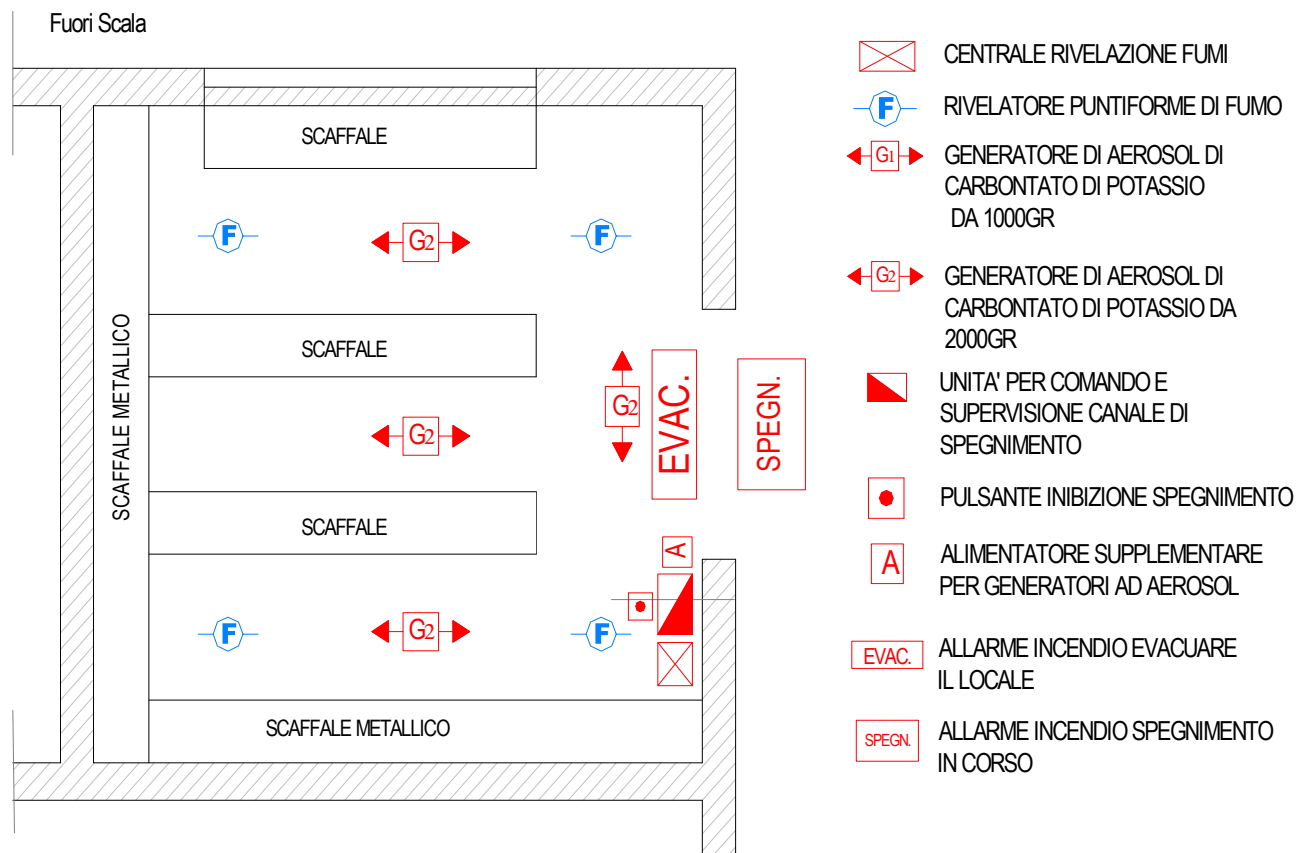 Fuori Scala
SCAFFALE
F
G2
F
SCAFFALE METALLICO
SCAFFALE
G2
EVAC.
SPEGN.
G2
SCAFFALE
A
F
G2
F
SCAFFALE METALLICO
CENTRALE RIVELAZIONE FUMI
F
RIVELATORE PUNTIFORME DI FUMO
G1
GENERATORE DI AEROSOL DI
CARBONTATO DI POTASSIO
DA 1000GR
G2
GENERATORE DI AEROSOL DI
CARBONTATO DI POTASSIO DA
2000GR
UNITA' PER COMANDO E
SUPERVISIONE CANALE DI
SPEGNIMENTO
PULSANTE INIBIZIONE SPEGNIMENTO
A
ALIMENTATORE SUPPLEMENTARE
PER GENERATORI AD AEROSOL
EVAC.
ALLARME INCENDIO EVACUARE
IL LOCALE
SPEGN.
ALLARME INCENDIO SPEGNIMENTO
IN CORSO